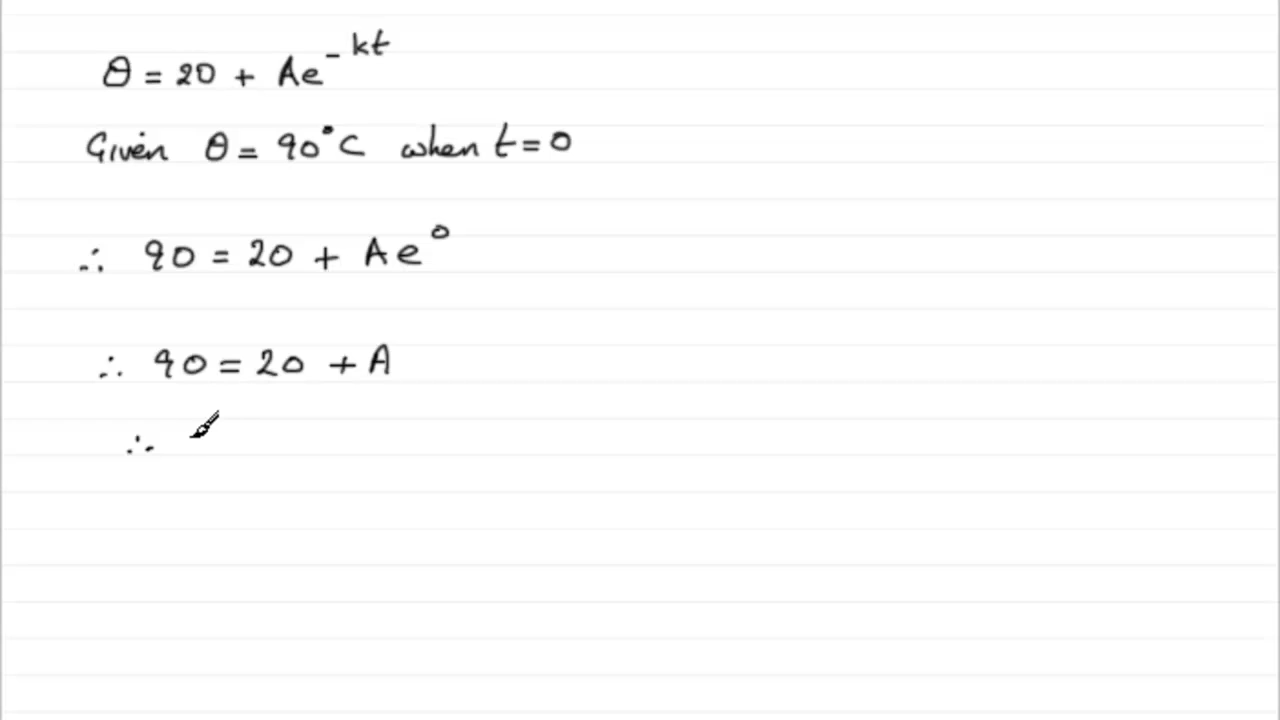 θ = 20 + Ae^{-kt}
Given θ = 90°C when t = 0
∴ 90 = 20 + Ae^0
∴ 90 = 20 + A
∴